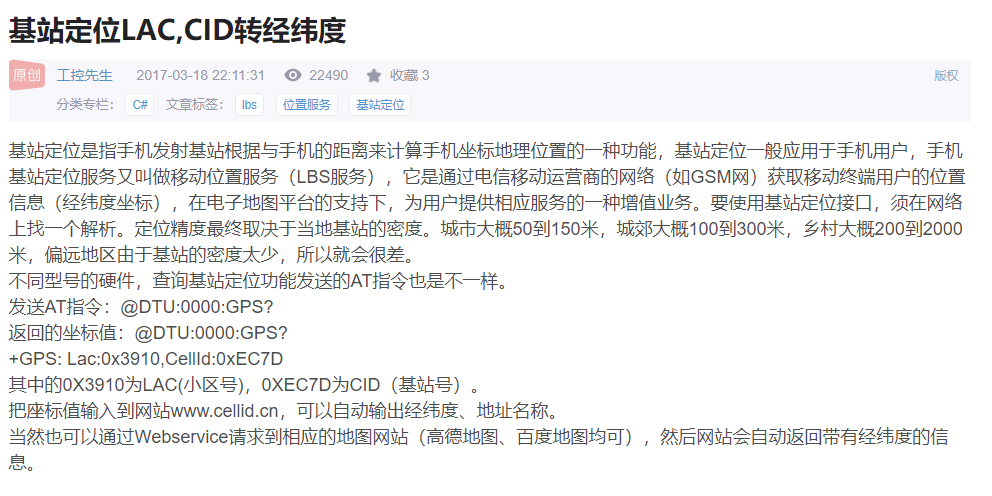 基站定位LAC,CID转经纬度
原创 工控先生 2017-03-18 22:11:31 22490 收藏 3 版权
分类专栏： C# 文章标签： lbs 位置服务 基站定位
基站定位是指手机发射基站根据与手机的距离来计算手机坐标地理位置的一种功能，基站定位一般应用于手机用户，手机
基站定位服务又叫做移动位置服务（LBS服务），它是通过电信移动运营商的网络（如GSM网）获取移动终端用户的位置
信息（经纬度坐标），在电子地图平台的支持下，为用户提供相应服务的一种增值业务。要使用基站定位接口，须在网络
上找一个解析。定位精度最终取决于当地基站的密度。城市大概50到150米，城郊大概100到300米，乡村大概200到2000
米，偏远地区由于基站的密度太少，所以就会很差。
不同型号的硬件，查询基站定位功能发送的AT指令也是不一样。
发送AT指令：@DTU:0000:GPS?
返回的坐标值：@DTU:0000:GPS?
+GPS: Lac:0x3910,CellId:0xEC7D
其中的0X3910为LAC(小区号)，0XEC7D为CID（基站号）。
把座标值输入到网站www.cellid.cn，可以自动输出经纬度、地址名称。
当然也可以通过Webservice请求到相应的地图网站（高德地图、百度地图均可），然后网站会自动返回带有经纬度的信
息。